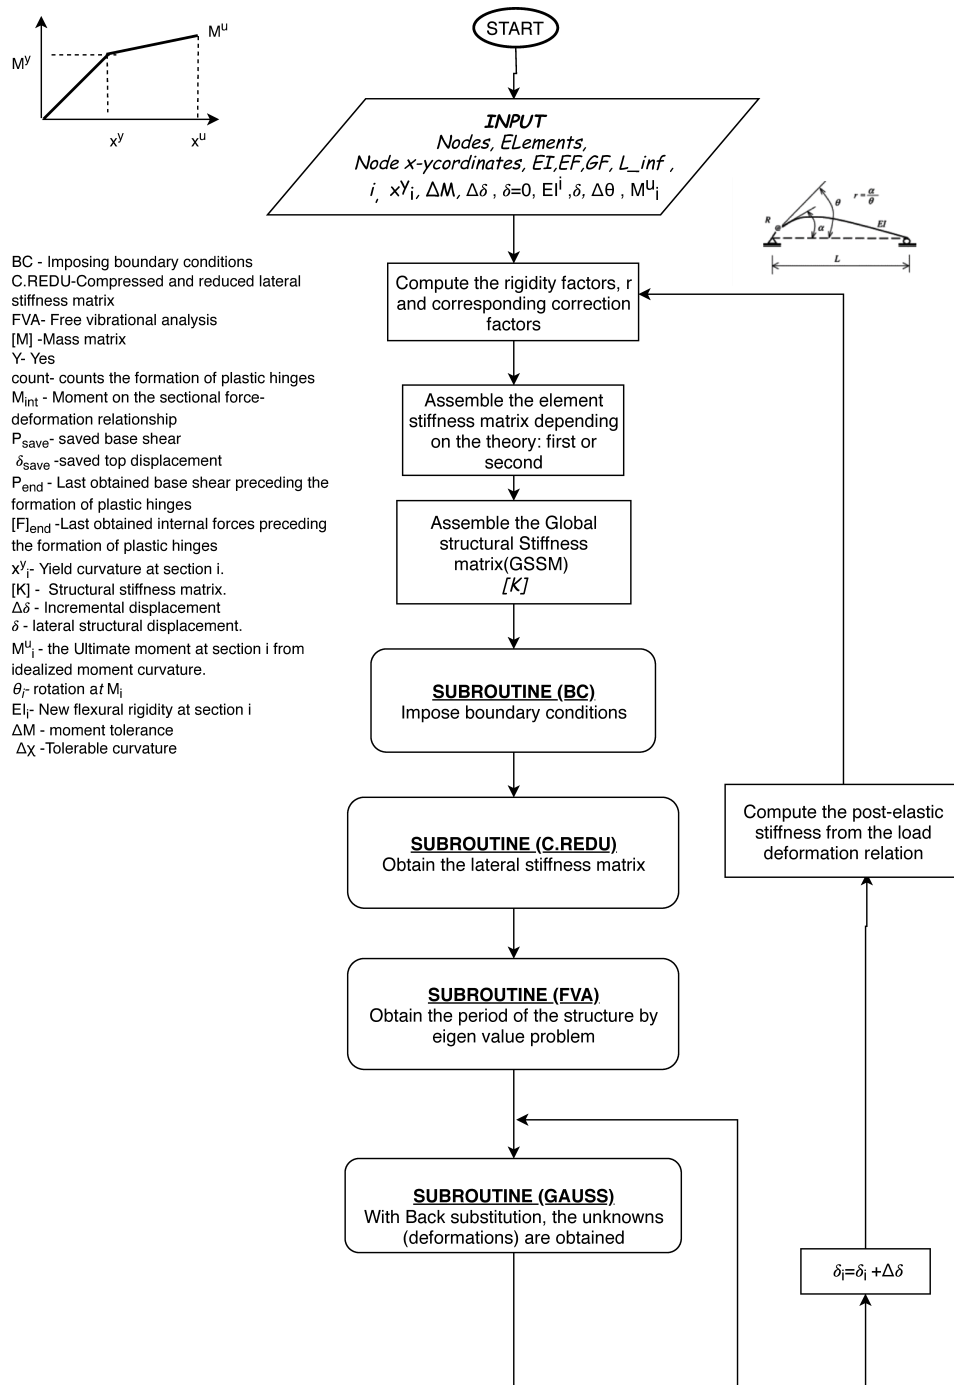 START
M^u
M^y
x^y
x^u
INPUT
Nodes, ELements,
Node x-ycordinates, EI,EF,GF, L_inf ,
i, x^y_i, ΔM, Δδ , δ=0, EI^i ,δ, Δθ , M^u_i
r=α/θ
θ
R
α
EI
L
BC - Imposing boundary conditions
C.REDU-Compressed and reduced lateral
stiffness matrix
FVA- Free vibrational analysis
[M] -Mass matrix
Y- Yes
count- counts the formation of plastic hinges
M_int - Moment on the sectional force-
deformation relationship
P_save- saved base shear
δ_save -saved top displacement
P_end - Last obtained base shear preceding the
formation of plastic hinges
[F]_end -Last obtained internal forces preceding
the formation of plastic hinges
x^y_i- Yield curvature at section i.
[K] - Structural stiffness matrix.
Δδ - Incremental displacement
δ - lateral structural displacement.
M^u_i - the Ultimate moment at section i from
idealized moment curvature.
θ_i- rotation at M_i
EI_i- New flexural rigidity at section i
ΔM - moment tolerance
Δχ -Tolerable curvature
Compute the rigidity factors, r
and corresponding correction
factors
Assemble the element
stiffness matrix depending
on the theory: first or
second
Assemble the Global
structural Stiffness
matrix(GSSM)
[K]
SUBROUTINE (BC)
Impose boundary conditions
SUBROUTINE (C.REDU)
Obtain the lateral stiffness matrix
Compute the post-elastic
stiffness from the load
deformation relation
SUBROUTINE (FVA)
Obtain the period of the structure by
eigen value problem
SUBROUTINE (GAUSS)
With Back substitution, the unknowns
(deformations) are obtained
δ_i=δ_i +Δδ